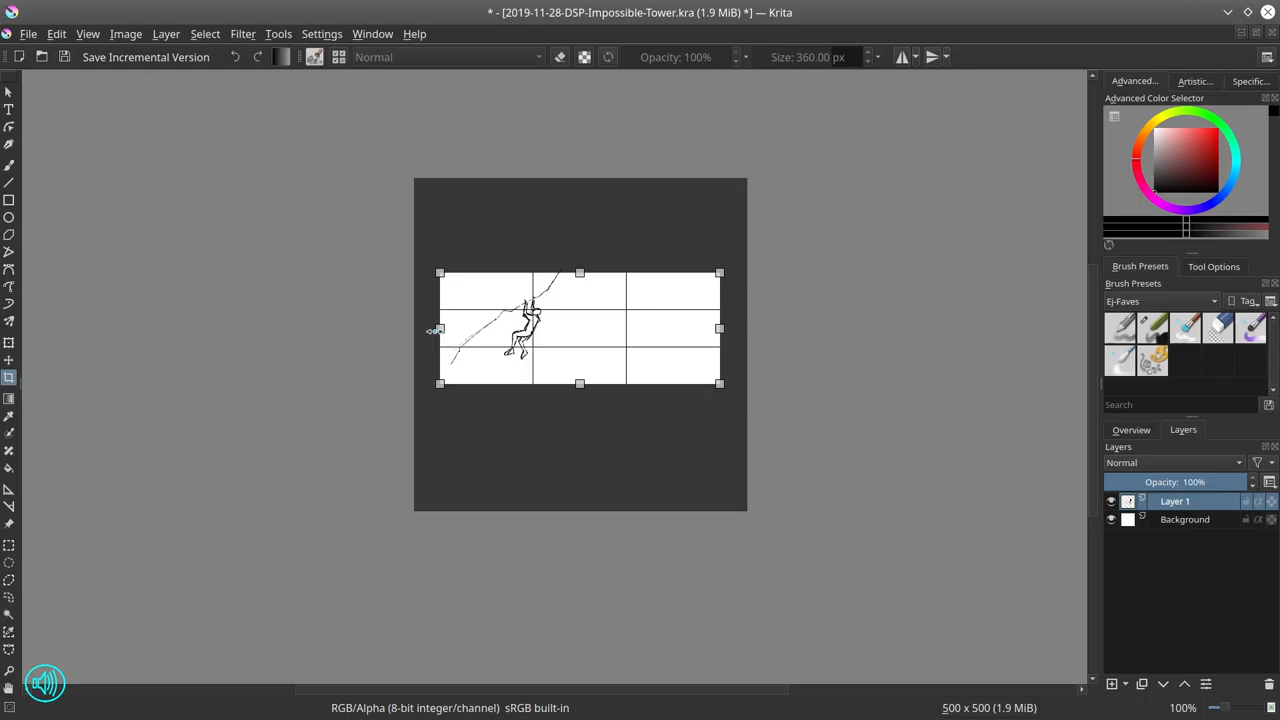 * - [2019-11-28-DSP-Impossible-Tower.kra (1.9 MiB) *] — Krita
File Edit View Image Layer Select Filter Tools Settings Window Help
Save Incremental Version Normal Opacity: 100% Size: 360.00 px
Advanced... Artistic... Specific...
Advanced Color Selector
Brush Presets Tool Options
Brush Presets
Ej-Faves Tag
Search
Overview Layers
Layers
Normal
Opacity: 100%
Layer 1
Background
RGB/Alpha (8-bit integer/channel) sRGB built-in 500 x 500 (1.9 MiB) 100%